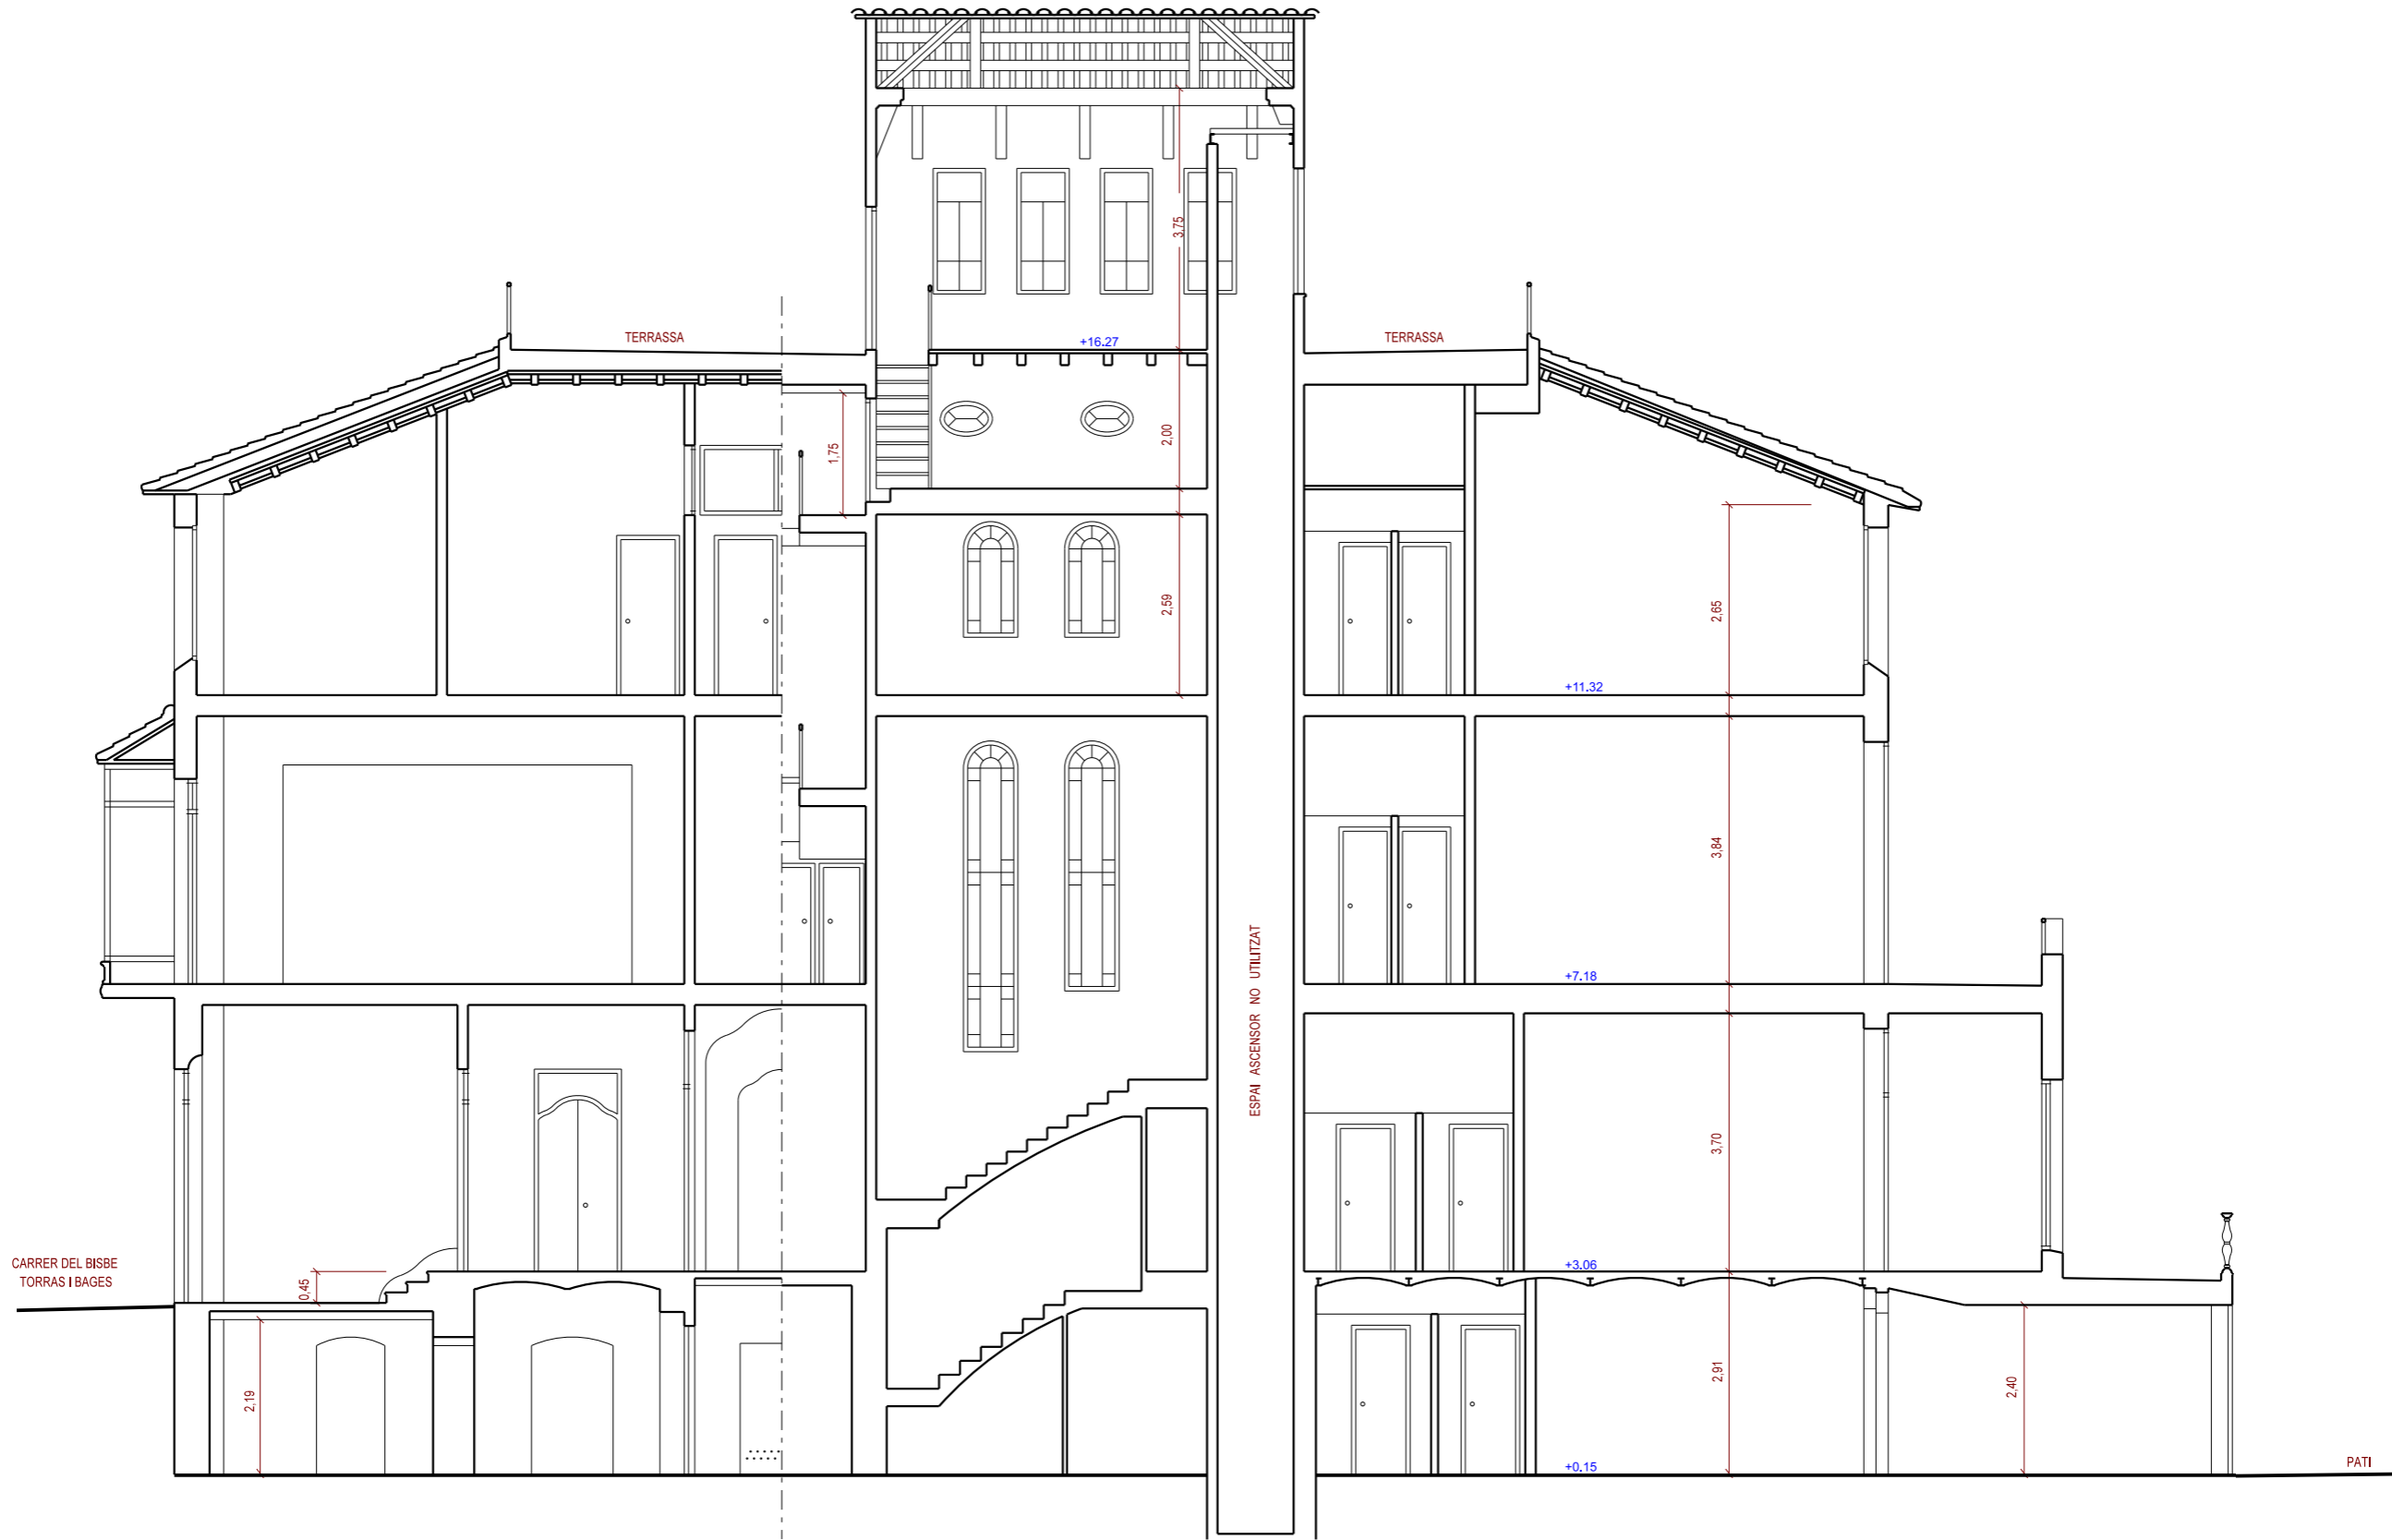 3,75
TERRASSA
+16.27
TERRASSA
1,75
2,00
2,59
2,65
+11.32
3,84
ESPAI ASCENSOR NO UTILITZAT
+7.18
3,70
CARRER DEL BISBE
TORRAS I BAGES
0,45
+3.06
2,19
2,91
2,40
+0.15
PATI